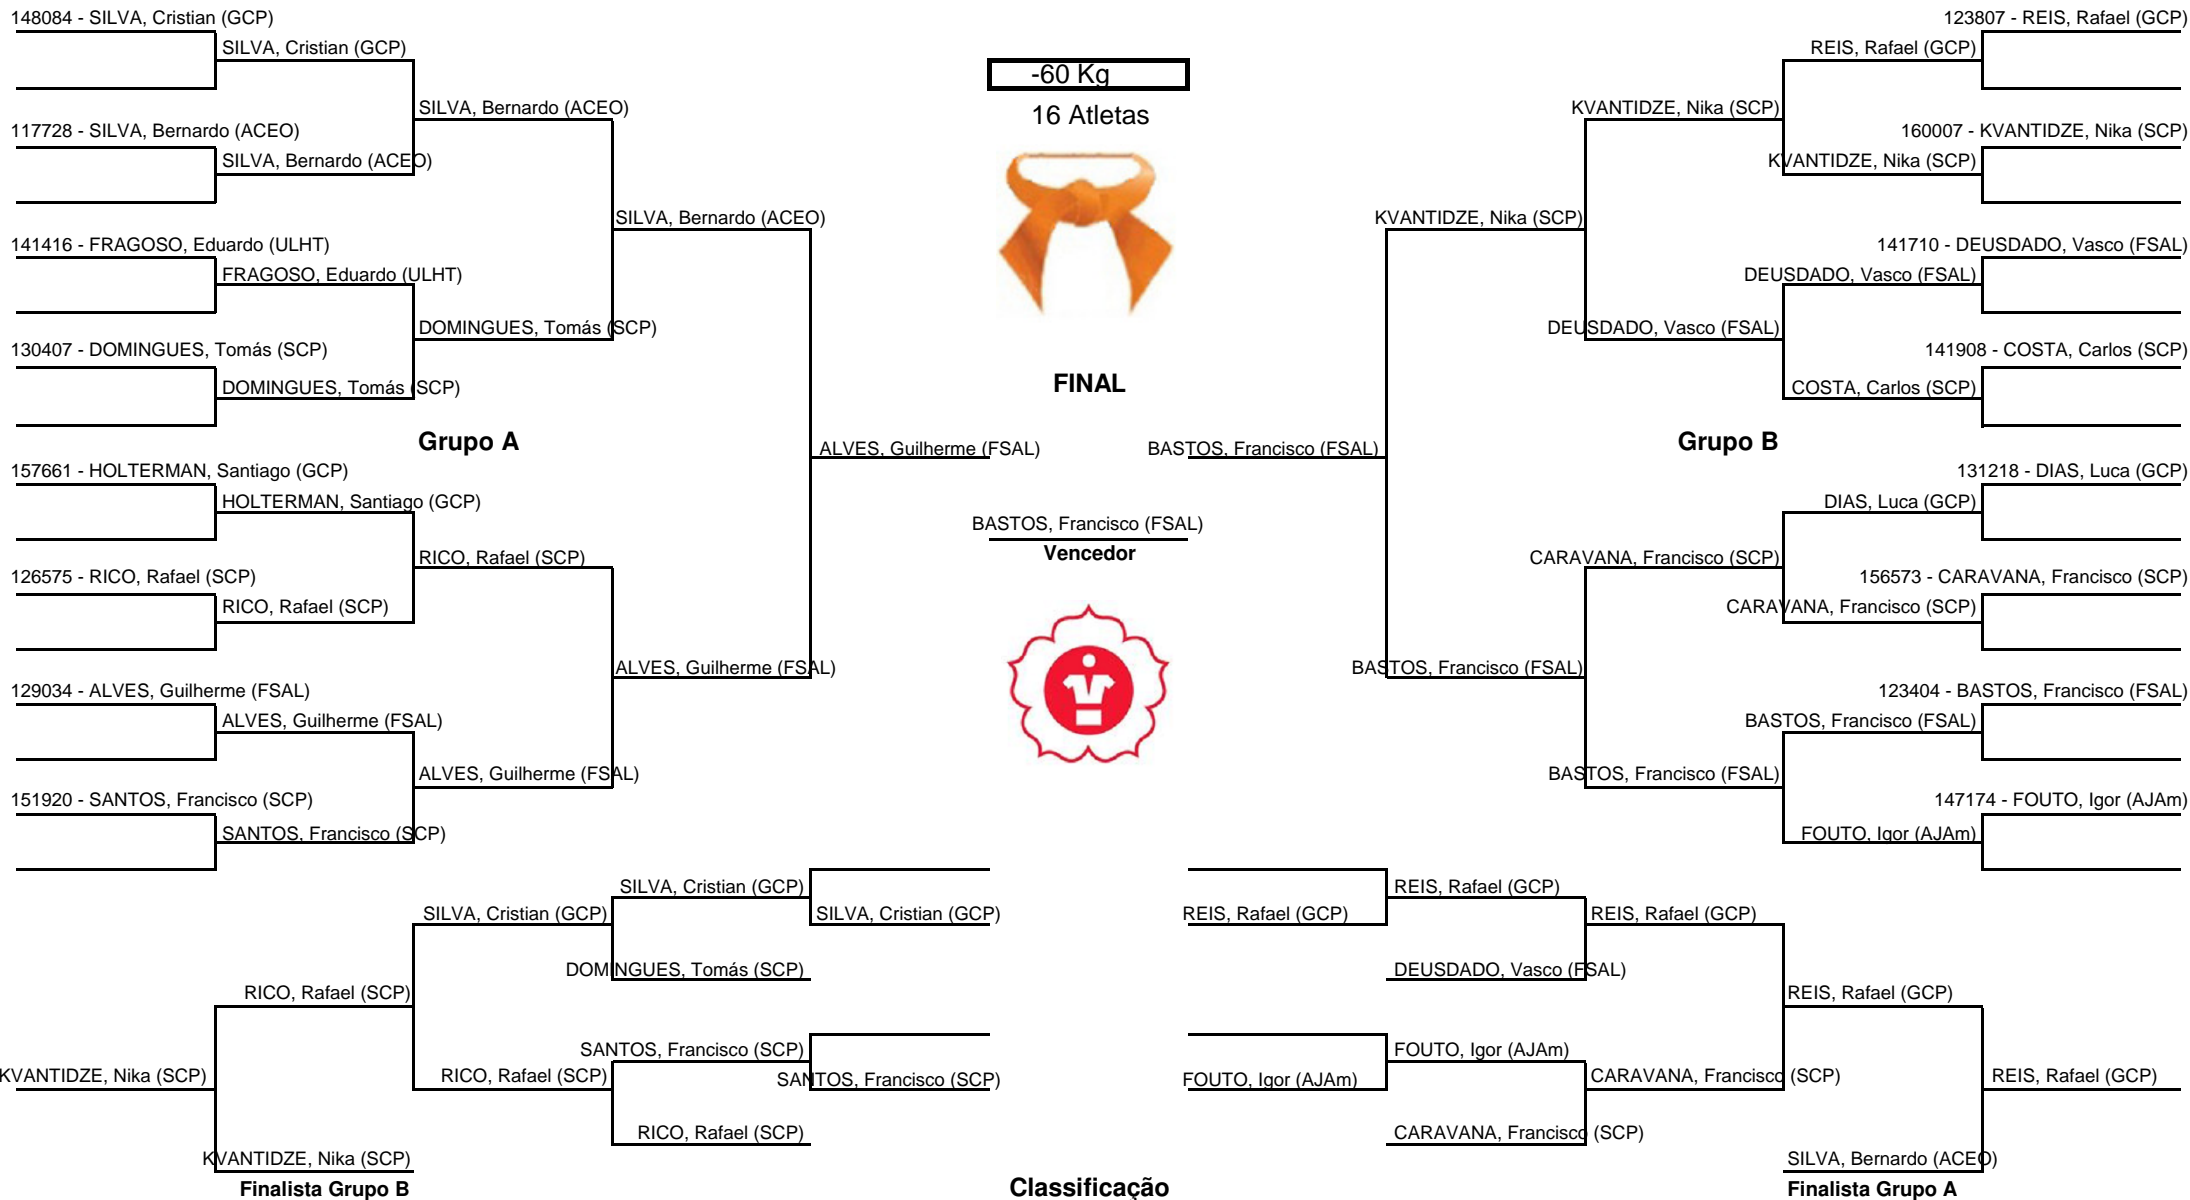 148084 - SILVA, Cristian (GCP)
SILVA, Cristian (GCP)
SILVA, Bernardo (ACEO)
117728 - SILVA, Bernardo (ACEO)
SILVA, Bernardo (ACEO)
SILVA, Bernardo (ACEO)
141416 - FRAGOSO, Eduardo (ULHT)
FRAGOSO, Eduardo (ULHT)
DOMINGUES, Tomás (SCP)
130407 - DOMINGUES, Tomás (SCP)
DOMINGUES, Tomás (SCP)
Grupo A
ALVES, Guilherme (FSAL)
157661 - HOLTERMAN, Santiago (GCP)
HOLTERMAN, Santiago (GCP)
RICO, Rafael (SCP)
126575 - RICO, Rafael (SCP)
RICO, Rafael (SCP)
ALVES, Guilherme (FSAL)
129034 - ALVES, Guilherme (FSAL)
ALVES, Guilherme (FSAL)
ALVES, Guilherme (FSAL)
151920 - SANTOS, Francisco (SCP)
SANTOS, Francisco (SCP)
-60 Kg
16 Atletas
FINAL
BASTOS, Francisco (FSAL)
Vencedor
123807 - REIS, Rafael (GCP)
REIS, Rafael (GCP)
KVANTIDZE, Nika (SCP)
160007 - KVANTIDZE, Nika (SCP)
KVANTIDZE, Nika (SCP)
KVANTIDZE, Nika (SCP)
141710 - DEUSDADO, Vasco (FSAL)
DEUSDADO, Vasco (FSAL)
DEUSDADO, Vasco (FSAL)
141908 - COSTA, Carlos (SCP)
COSTA, Carlos (SCP)
Grupo B
BASTOS, Francisco (FSAL)
131218 - DIAS, Luca (GCP)
DIAS, Luca (GCP)
CARAVANA, Francisco (SCP)
156573 - CARAVANA, Francisco (SCP)
CARAVANA, Francisco (SCP)
BASTOS, Francisco (FSAL)
123404 - BASTOS, Francisco (FSAL)
BASTOS, Francisco (FSAL)
BASTOS, Francisco (FSAL)
147174 - FOUTO, Igor (AJAm)
FOUTO, Igor (AJAm)
SILVA, Cristian (GCP)
SILVA, Cristian (GCP)
SILVA, Cristian (GCP)
DOMINGUES, Tomás (SCP)
RICO, Rafael (SCP)
SANTOS, Francisco (SCP)
SANTOS, Francisco (SCP)
RICO, Rafael (SCP)
KVANTIDZE, Nika (SCP)
RICO, Rafael (SCP)
KVANTIDZE, Nika (SCP)
Finalista Grupo B
REIS, Rafael (GCP)
REIS, Rafael (GCP)
REIS, Rafael (GCP)
DEUSDADO, Vasco (FSAL)
REIS, Rafael (GCP)
FOUTO, Igor (AJAm)
FOUTO, Igor (AJAm)
CARAVANA, Francisco (SCP)
REIS, Rafael (GCP)
CARAVANA, Francisco (SCP)
SILVA, Bernardo (ACEO)
Finalista Grupo A
Classificação